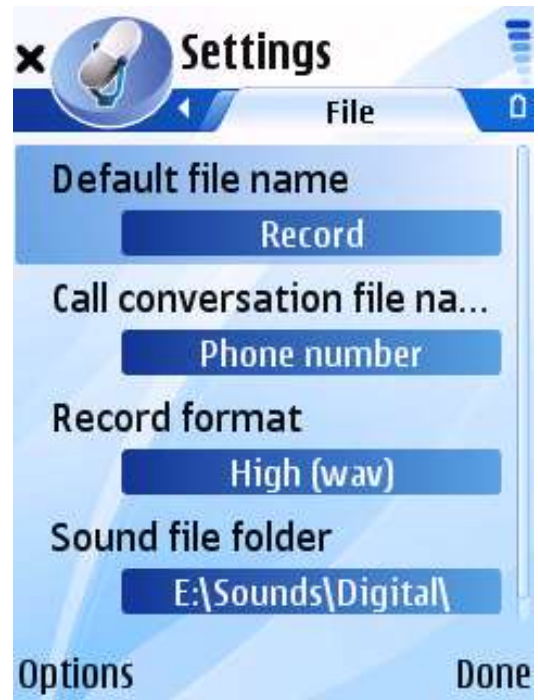 Settings
File
Default file name
Record
Call conversation file na...
Phone number
Record format
High (wav)
Sound file folder
E:\Sounds\Digital\
Options Done